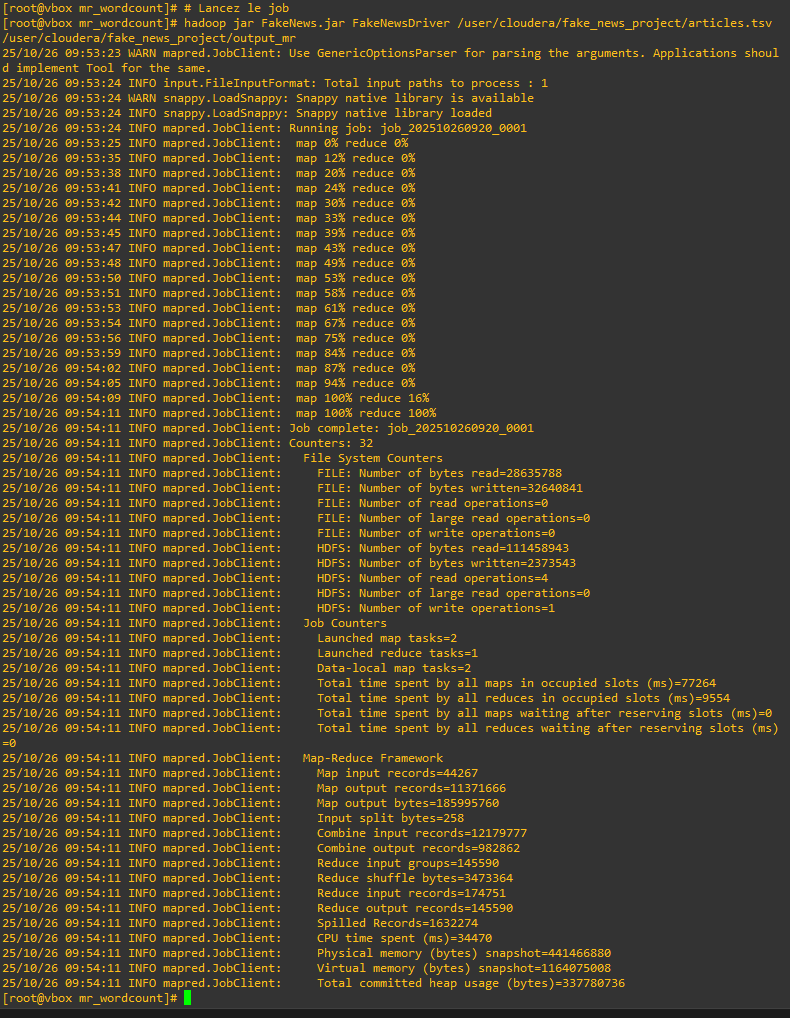 [root@vbox mr_wordcount]# # Lancez le job
[root@vbox mr_wordcount]# hadoop jar FakeNews.jar FakeNewsDriver /user/cloudera/fake_news_project/articles.tsv
/user/cloudera/fake_news_project/output_mr
25/10/26 09:53:23 WARN mapred.JobClient: Use GenericOptionsParser for parsing the arguments. Applications shoul
d implement Tool for the same.
25/10/26 09:53:24 INFO input.FileInputFormat: Total input paths to process : 1
25/10/26 09:53:24 WARN snappy.LoadSnappy: Snappy native library is available
25/10/26 09:53:24 INFO snappy.LoadSnappy: Snappy native library loaded
25/10/26 09:53:24 INFO mapred.JobClient: Running job: job_202510260920_0001
25/10/26 09:53:25 INFO mapred.JobClient:  map 0% reduce 0%
25/10/26 09:53:35 INFO mapred.JobClient:  map 12% reduce 0%
25/10/26 09:53:38 INFO mapred.JobClient:  map 20% reduce 0%
25/10/26 09:53:41 INFO mapred.JobClient:  map 24% reduce 0%
25/10/26 09:53:42 INFO mapred.JobClient:  map 30% reduce 0%
25/10/26 09:53:44 INFO mapred.JobClient:  map 33% reduce 0%
25/10/26 09:53:45 INFO mapred.JobClient:  map 39% reduce 0%
25/10/26 09:53:47 INFO mapred.JobClient:  map 43% reduce 0%
25/10/26 09:53:48 INFO mapred.JobClient:  map 49% reduce 0%
25/10/26 09:53:50 INFO mapred.JobClient:  map 53% reduce 0%
25/10/26 09:53:51 INFO mapred.JobClient:  map 58% reduce 0%
25/10/26 09:53:53 INFO mapred.JobClient:  map 61% reduce 0%
25/10/26 09:53:54 INFO mapred.JobClient:  map 67% reduce 0%
25/10/26 09:53:56 INFO mapred.JobClient:  map 75% reduce 0%
25/10/26 09:53:59 INFO mapred.JobClient:  map 84% reduce 0%
25/10/26 09:54:02 INFO mapred.JobClient:  map 87% reduce 0%
25/10/26 09:54:05 INFO mapred.JobClient:  map 94% reduce 0%
25/10/26 09:54:09 INFO mapred.JobClient:  map 100% reduce 16%
25/10/26 09:54:11 INFO mapred.JobClient:  map 100% reduce 100%
25/10/26 09:54:11 INFO mapred.JobClient: Job complete: job_202510260920_0001
25/10/26 09:54:11 INFO mapred.JobClient: Counters: 32
25/10/26 09:54:11 INFO mapred.JobClient:   File System Counters
25/10/26 09:54:11 INFO mapred.JobClient:     FILE: Number of bytes read=28635788
25/10/26 09:54:11 INFO mapred.JobClient:     FILE: Number of bytes written=32640841
25/10/26 09:54:11 INFO mapred.JobClient:     FILE: Number of read operations=0
25/10/26 09:54:11 INFO mapred.JobClient:     FILE: Number of large read operations=0
25/10/26 09:54:11 INFO mapred.JobClient:     FILE: Number of write operations=0
25/10/26 09:54:11 INFO mapred.JobClient:     HDFS: Number of bytes read=111458943
25/10/26 09:54:11 INFO mapred.JobClient:     HDFS: Number of bytes written=2373543
25/10/26 09:54:11 INFO mapred.JobClient:     HDFS: Number of read operations=4
25/10/26 09:54:11 INFO mapred.JobClient:     HDFS: Number of large read operations=0
25/10/26 09:54:11 INFO mapred.JobClient:     HDFS: Number of write operations=1
25/10/26 09:54:11 INFO mapred.JobClient:   Job Counters
25/10/26 09:54:11 INFO mapred.JobClient:     Launched map tasks=2
25/10/26 09:54:11 INFO mapred.JobClient:     Launched reduce tasks=1
25/10/26 09:54:11 INFO mapred.JobClient:     Data-local map tasks=2
25/10/26 09:54:11 INFO mapred.JobClient:     Total time spent by all maps in occupied slots (ms)=77264
25/10/26 09:54:11 INFO mapred.JobClient:     Total time spent by all reduces in occupied slots (ms)=9554
25/10/26 09:54:11 INFO mapred.JobClient:     Total time spent by all maps waiting after reserving slots (ms)=0
25/10/26 09:54:11 INFO mapred.JobClient:     Total time spent by all reduces waiting after reserving slots (ms)
=0
25/10/26 09:54:11 INFO mapred.JobClient:   Map-Reduce Framework
25/10/26 09:54:11 INFO mapred.JobClient:     Map input records=44267
25/10/26 09:54:11 INFO mapred.JobClient:     Map output records=11371666
25/10/26 09:54:11 INFO mapred.JobClient:     Map output bytes=185995760
25/10/26 09:54:11 INFO mapred.JobClient:     Input split bytes=258
25/10/26 09:54:11 INFO mapred.JobClient:     Combine input records=12179777
25/10/26 09:54:11 INFO mapred.JobClient:     Combine output records=982862
25/10/26 09:54:11 INFO mapred.JobClient:     Reduce input groups=145590
25/10/26 09:54:11 INFO mapred.JobClient:     Reduce shuffle bytes=3473364
25/10/26 09:54:11 INFO mapred.JobClient:     Reduce input records=174751
25/10/26 09:54:11 INFO mapred.JobClient:     Reduce output records=145590
25/10/26 09:54:11 INFO mapred.JobClient:     Spilled Records=1632274
25/10/26 09:54:11 INFO mapred.JobClient:     CPU time spent (ms)=34470
25/10/26 09:54:11 INFO mapred.JobClient:     Physical memory (bytes) snapshot=441466880
25/10/26 09:54:11 INFO mapred.JobClient:     Virtual memory (bytes) snapshot=1164075008
25/10/26 09:54:11 INFO mapred.JobClient:     Total committed heap usage (bytes)=337780736
[root@vbox mr_wordcount]#